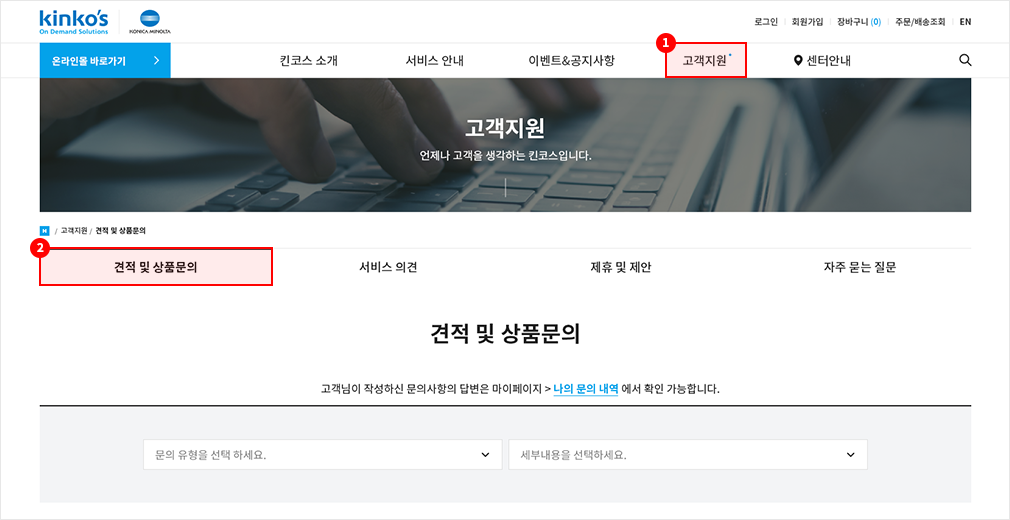 kinko's
On Demand Solutions
KONICA MINOLTA
로그인 회원가입 장바구니 (0) 주문/배송조회 EN
온라인몰 바로가기
킨코스 소개
서비스 안내
이벤트&공지사항
1
고객지원
센터안내
고객지원
언제나 고객을 생각하는 킨코스입니다.
/ 고객지원 / 견적 및 상품문의
2
견적 및 상품문의
서비스 의견
제휴 및 제안
자주 묻는 질문
견적 및 상품문의
고객님이 작성하신 문의사항의 답변은 마이페이지 > 나의 문의 내역 에서 확인 가능합니다.
문의 유형을 선택 하세요.
세부내용을 선택하세요.